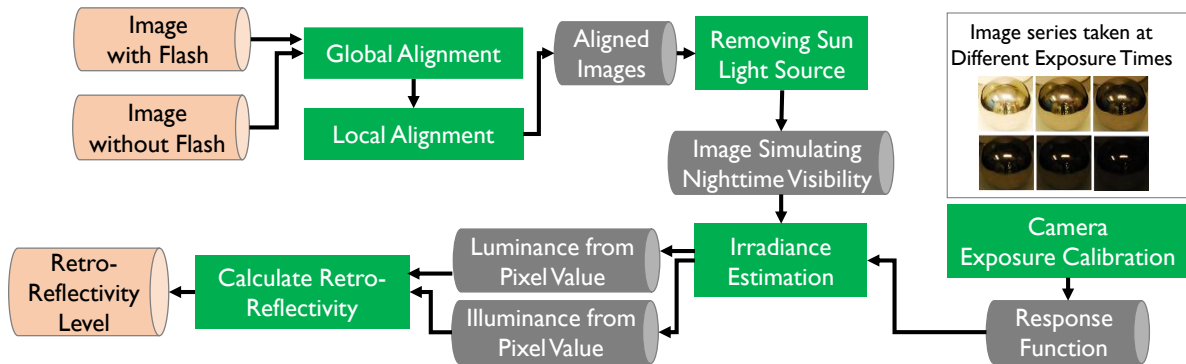 Image
with Flash
Image
without Flash
Global Alignment
Local Alignment
Aligned
Images
Removing Sun
Light Source
Image Simulating
Nighttime Visibility
Image series taken at
Different Exposure Times
Camera
Exposure Calibration
Response
Function
Irradiance
Estimation
Luminance from
Pixel Value
Illuminance from
Pixel Value
Calculate Retro-
Reflectivity
Retro-
Reflectivity
Level